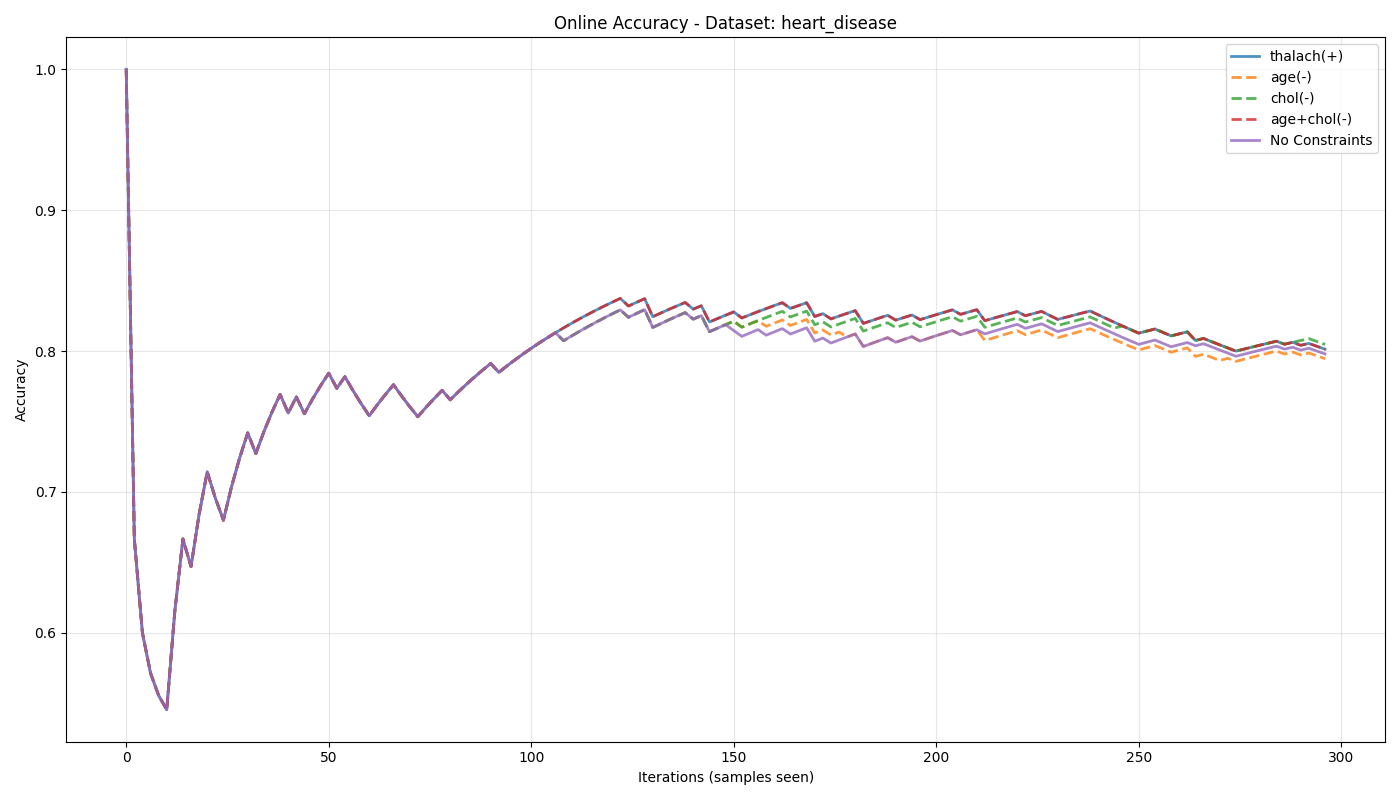 Online Accuracy - Dataset: heart_disease
Accuracy
1.0
0.9
0.8
0.7
0.6
thalach(+)
age(-)
chol(-)
age+chol(-)
No Constraints
0 50 100 150 200 250 300
Iterations (samples seen)